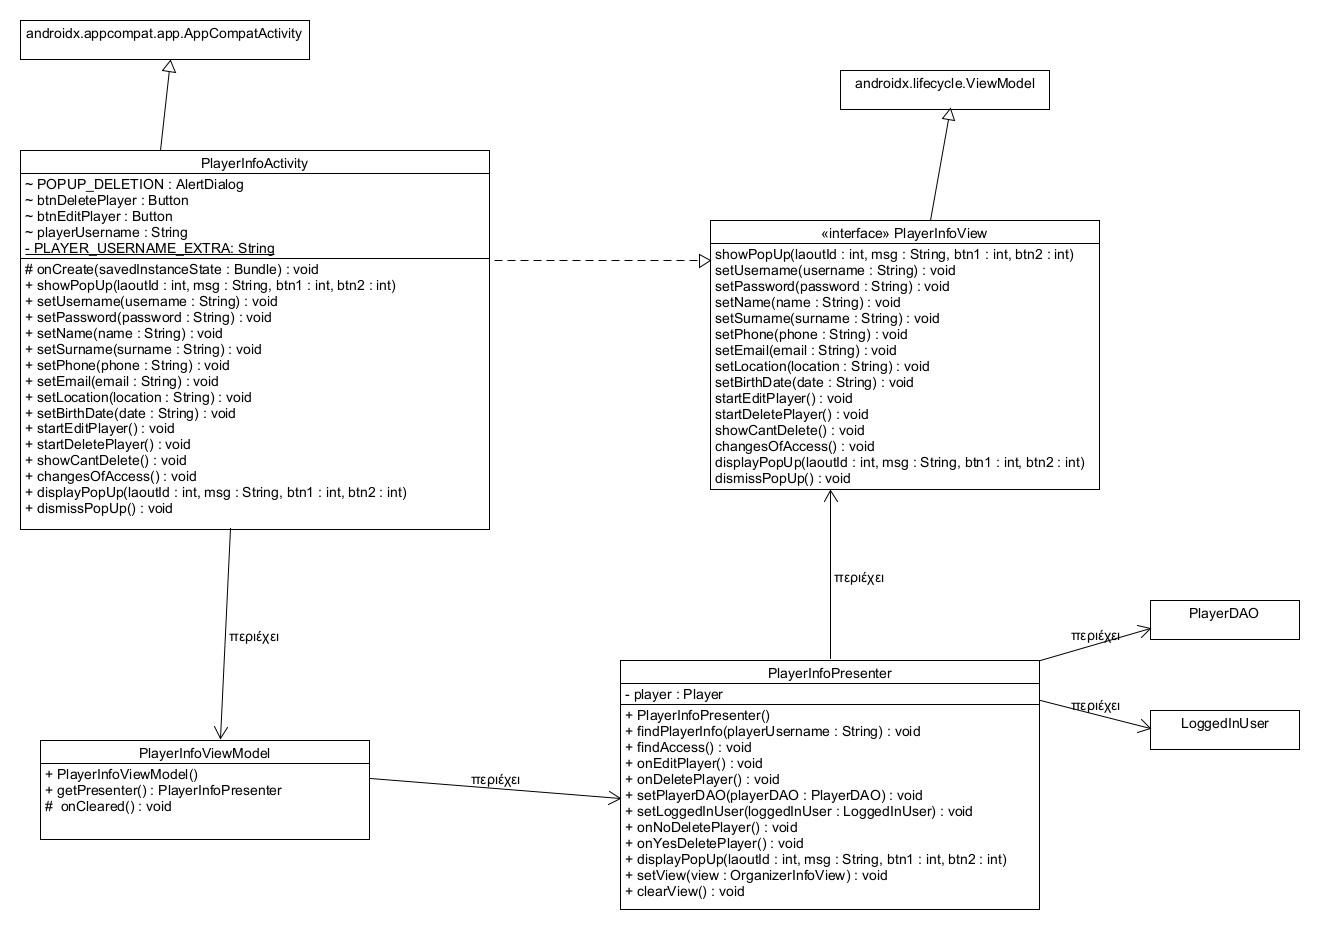 androidx.appcompat.app.AppCompatActivity
androidx.lifecycle.ViewModel
PlayerInfoActivity
~ POPUP_DELETION : AlertDialog
~ btnDeletePlayer : Button
~ btnEditPlayer : Button
~ playerUsername : String
- PLAYER_USERNAME_EXTRA: String
# onCreate(savedInstanceState : Bundle) : void
+ showPopUp(laoutId : int, msg : String, btn1 : int, btn2 : int)
+ setUsername(username : String) : void
+ setPassword(password : String) : void
+ setName(name : String) : void
+ setSurname(surname : String) : void
+ setPhone(phone : String) : void
+ setEmail(email : String) : void
+ setLocation(location : String) : void
+ setBirthDate(date : String) : void
+ startEditPlayer() : void
+ startDeletePlayer() : void
+ showCantDelete() : void
+ changesOfAccess() : void
+ displayPopUp(laoutId : int, msg : String, btn1 : int, btn2 : int)
+ dismissPopUp() : void
«interface» PlayerInfoView
showPopUp(laoutId : int, msg : String, btn1 : int, btn2 : int)
setUsername(username : String) : void
setPassword(password : String) : void
setName(name : String) : void
setSurname(surname : String) : void
setPhone(phone : String) : void
setEmail(email : String) : void
setLocation(location : String) : void
setBirthDate(date : String) : void
startEditPlayer() : void
startDeletePlayer() : void
showCantDelete() : void
changesOfAccess() : void
displayPopUp(laoutId : int, msg : String, btn1 : int, btn2 : int)
dismissPopUp() : void
περιέχει
περιέχει
περιέχει
PlayerDAO
περιέχει
LoggedInUser
PlayerInfoViewModel
+ PlayerInfoViewModel()
+ getPresenter() : PlayerInfoPresenter
# onCleared() : void
περιέχει
PlayerInfoPresenter
- player : Player
+ PlayerInfoPresenter()
+ findPlayerInfo(playerUsername : String) : void
+ findAccess() : void
+ onEditPlayer() : void
+ onDeletePlayer() : void
+ setPlayerDAO(playerDAO : PlayerDAO) : void
+ setLoggedInUser(loggedInUser : LoggedInUser) : void
+ onNoDeletePlayer() : void
+ onYesDeletePlayer() : void
+ displayPopUp(laoutId : int, msg : String, btn1 : int, btn2 : int)
+ setView(view : OrganizerInfoView) : void
+ clearView() : void